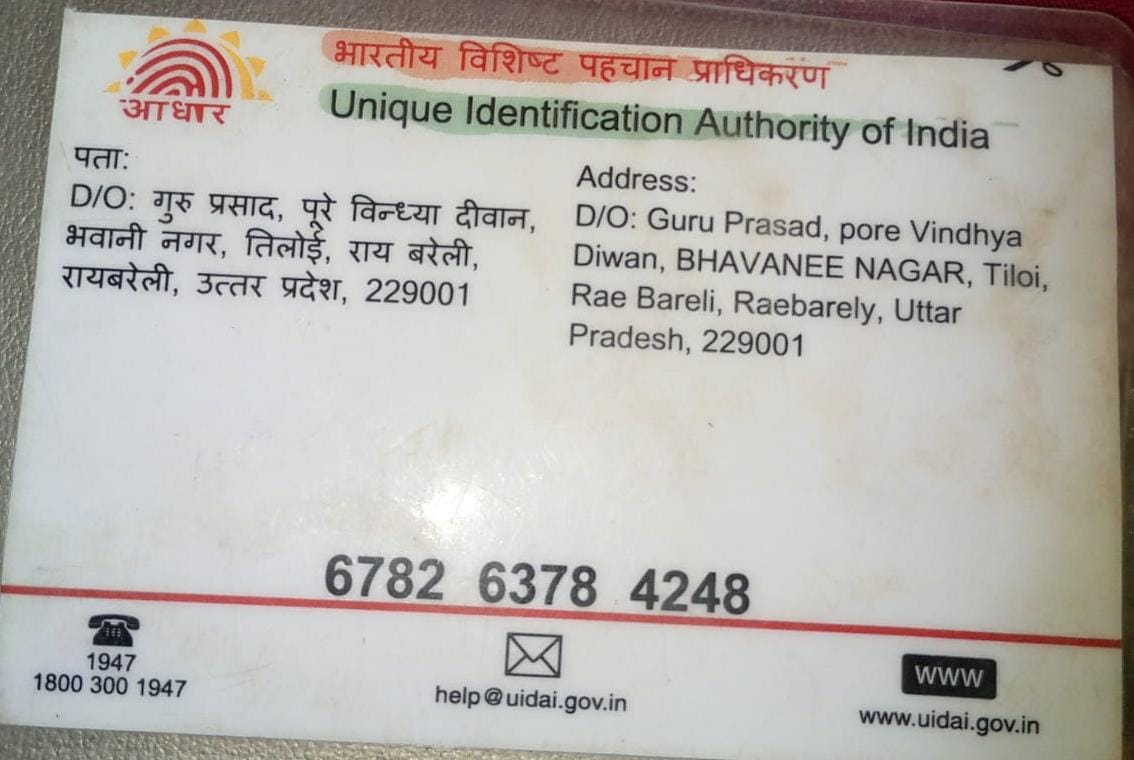 आधार
भारतीय विशिष्ट पहचान प्राधिकरण
Unique Identification Authority of India
पता:
D/O: गुरु प्रसाद, पूरे विन्ध्या दीवान,
भवानी नगर, तिलोई, राय बरेली,
रायबरेली, उत्तर प्रदेश, 229001
Address:
D/O: Guru Prasad, pore Vindhya
Diwan, BHAVANEE NAGAR, Tiloi,
Rae Bareli, Raebarely, Uttar
Pradesh, 229001
6782 6378 4248
1947
1800 300 1947
help@uidai.gov.in
WWW
www.uidai.gov.in